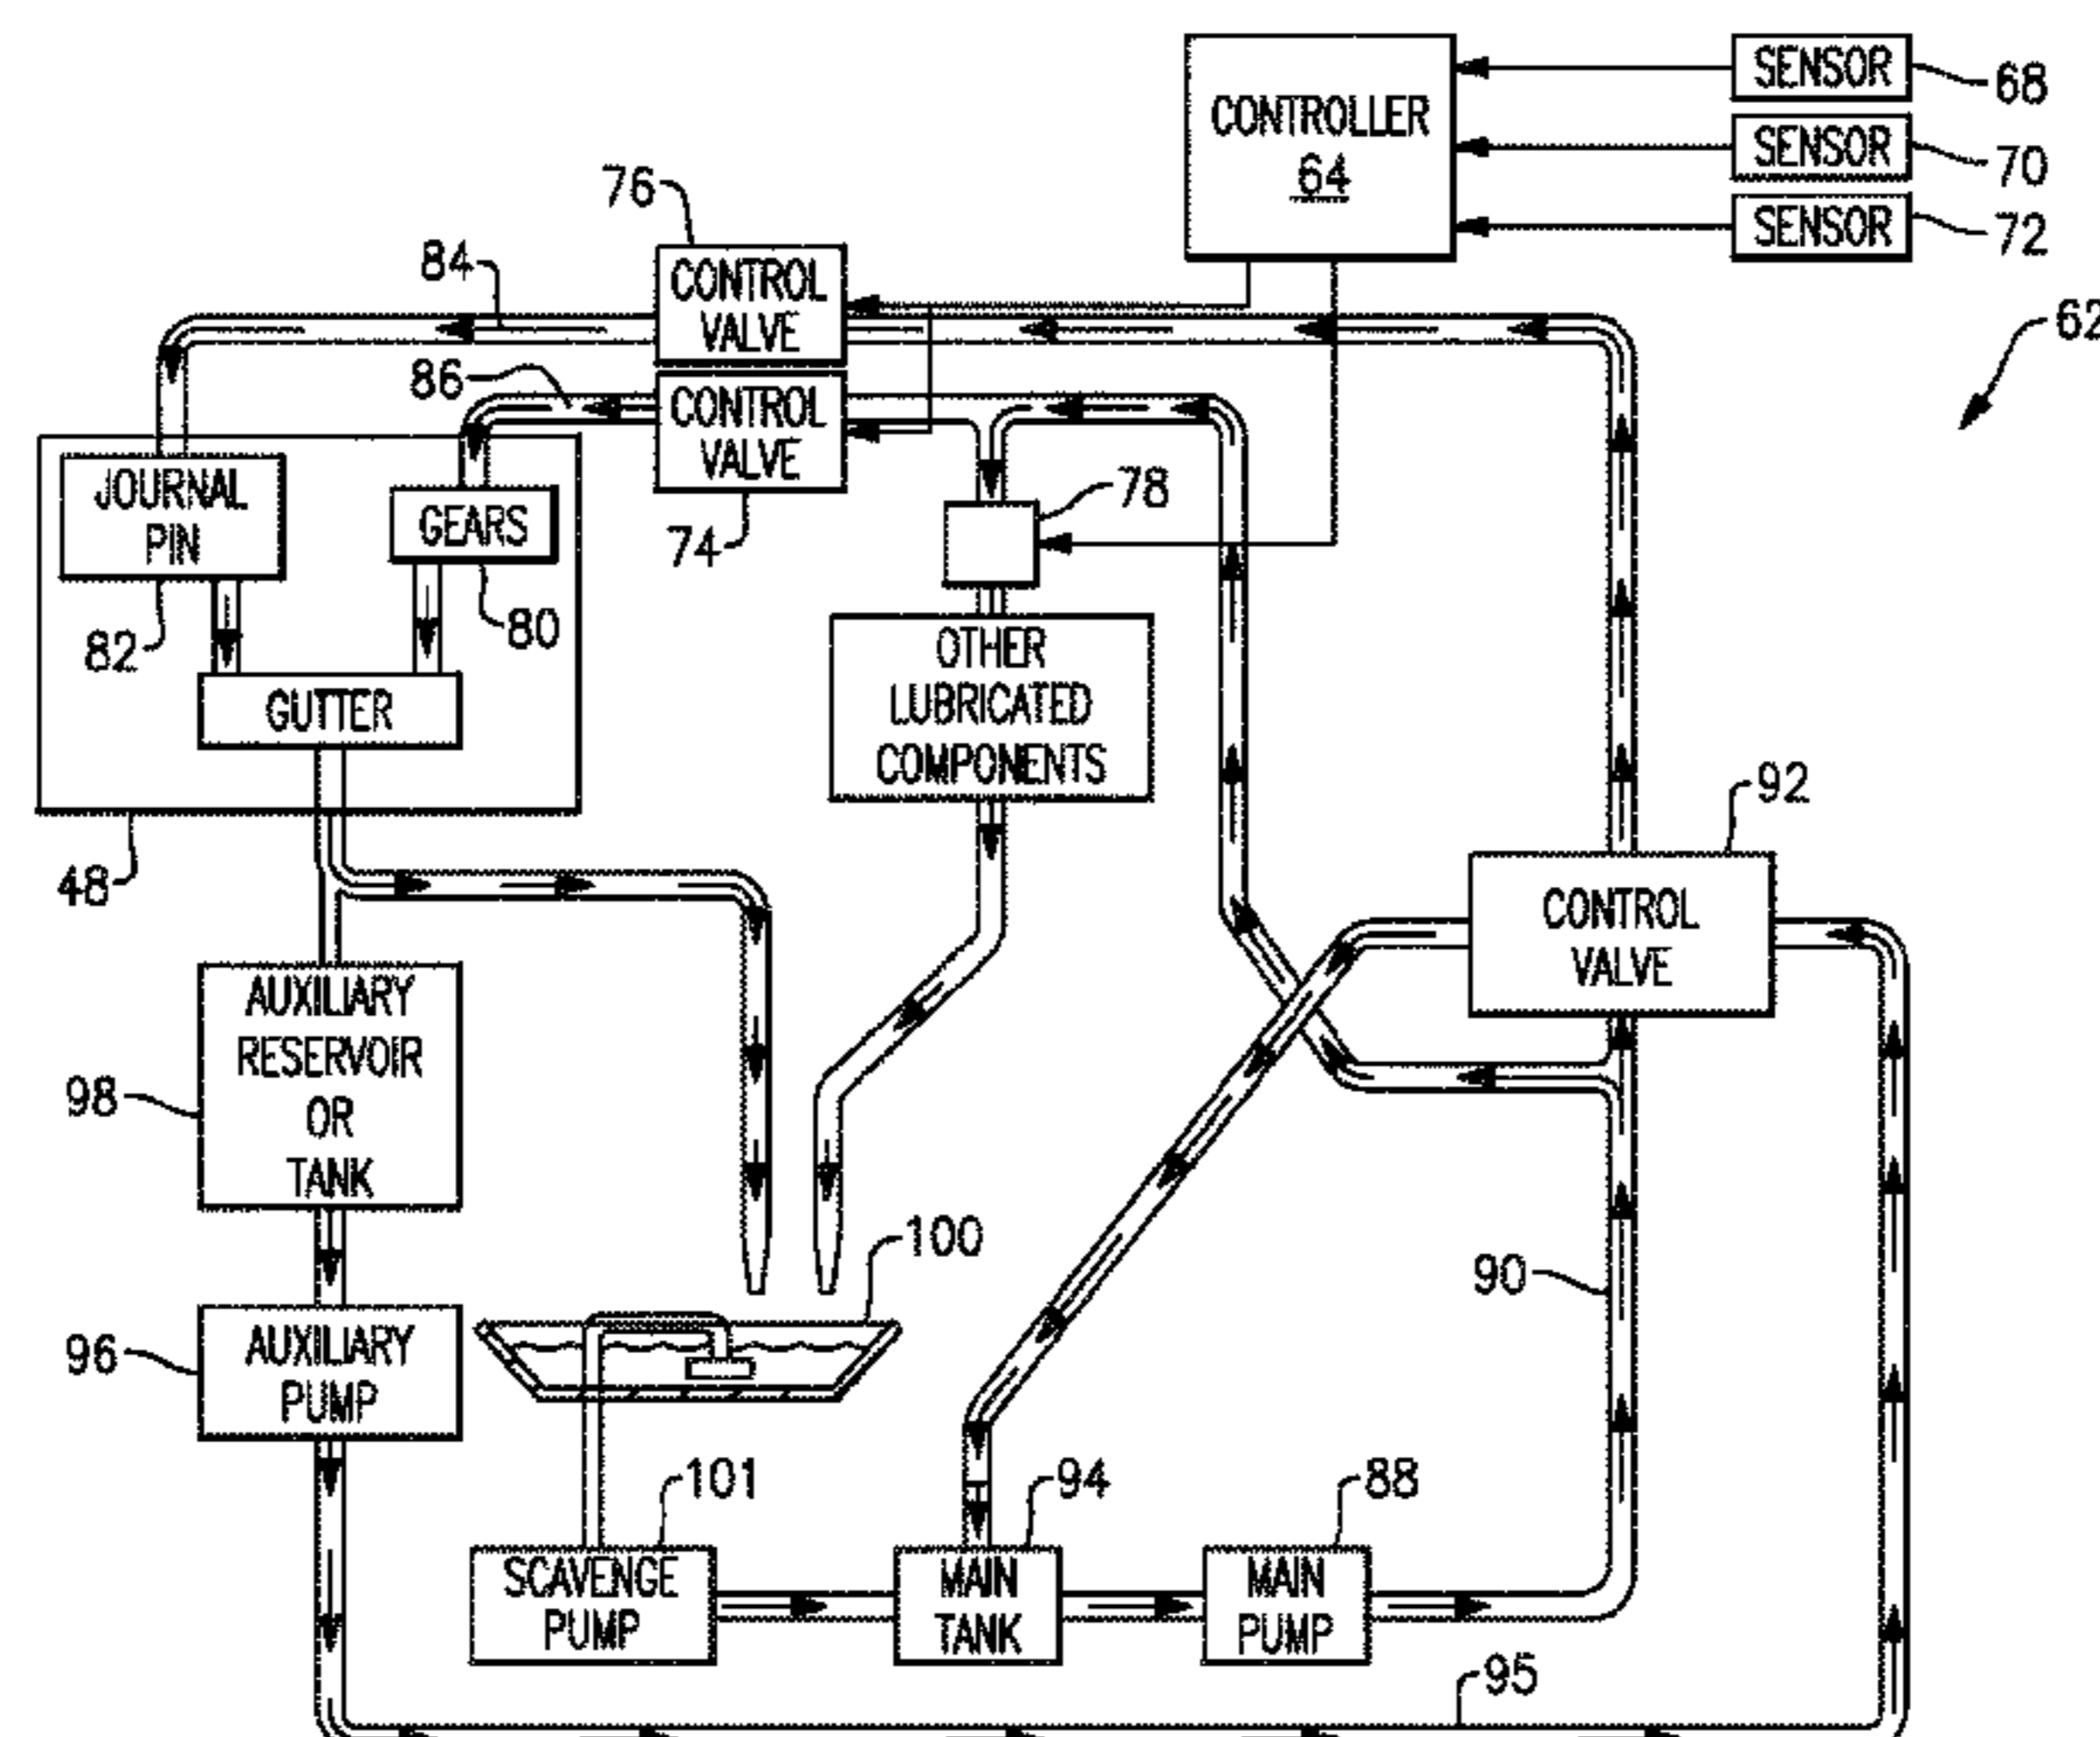 CONTROLLER
64
SENSOR
68
SENSOR
70
SENSOR
72
62
76
84
CONTROL
VALVE
86
CONTROL
VALVE
74
78
JOURNAL
PIN
82
GEARS
80
GUTTER
48
OTHER
LUBRICATED
COMPONENTS
92
CONTROL
VALVE
AUXILIARY
RESERVOIR
OR
TANK
98
100
90
AUXILIARY
PUMP
96
101
SCAVENGE
PUMP
94
MAIN
TANK
88
MAIN
PUMP
95